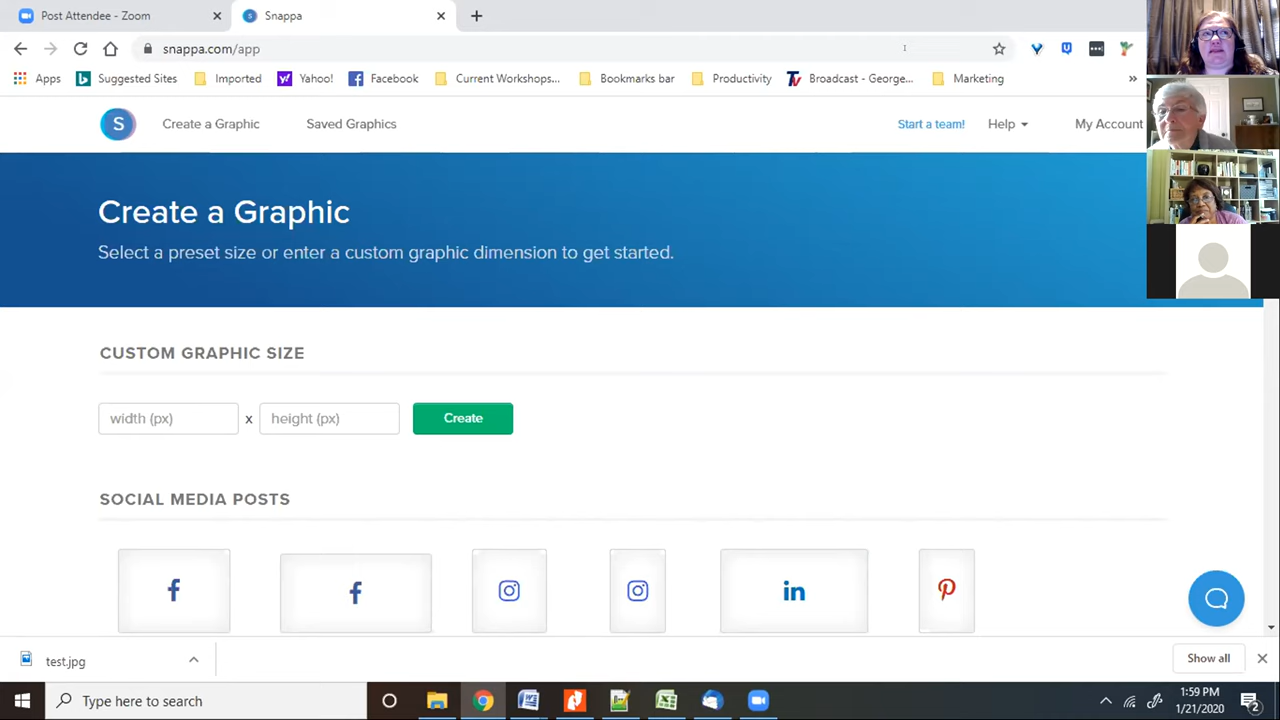 Post Attendee - Zoom
Snappa
snappa.com/app
Apps
Suggested Sites
Imported
Yahoo!
Facebook
Current Workshops...
Bookmarks bar
Productivity
Broadcast - George...
Marketing
»
S
Create a Graphic
Saved Graphics
Start a team!
Help
My Account
Create a Graphic
Select a preset size or enter a custom graphic dimension to get started.
CUSTOM GRAPHIC SIZE
width (px)
x
height (px)
Create
SOCIAL MEDIA POSTS
test.jpg
Show all
Type here to search
1:59 PM
1/21/2020
2